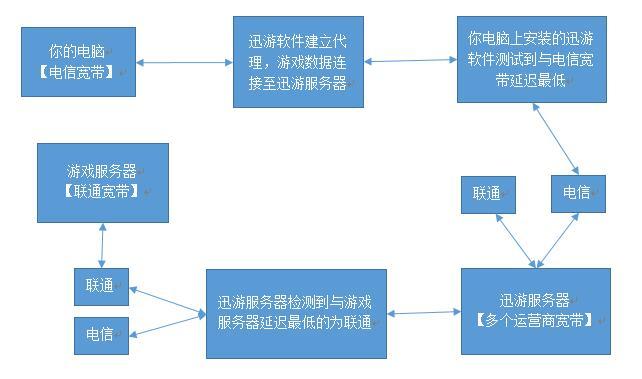 你的电脑
【电信宽带】
迅游软件建立代
理，游戏数据连
接至迅游服务器
你电脑上安装的迅游
软件测试到与电信宽
带延迟最低
游戏服务器
【联通宽带】
联通
电信
联通
电信
迅游服务器检测到与游戏
服务器延迟最低的为联通
迅游服务器
【多个运营商宽带】